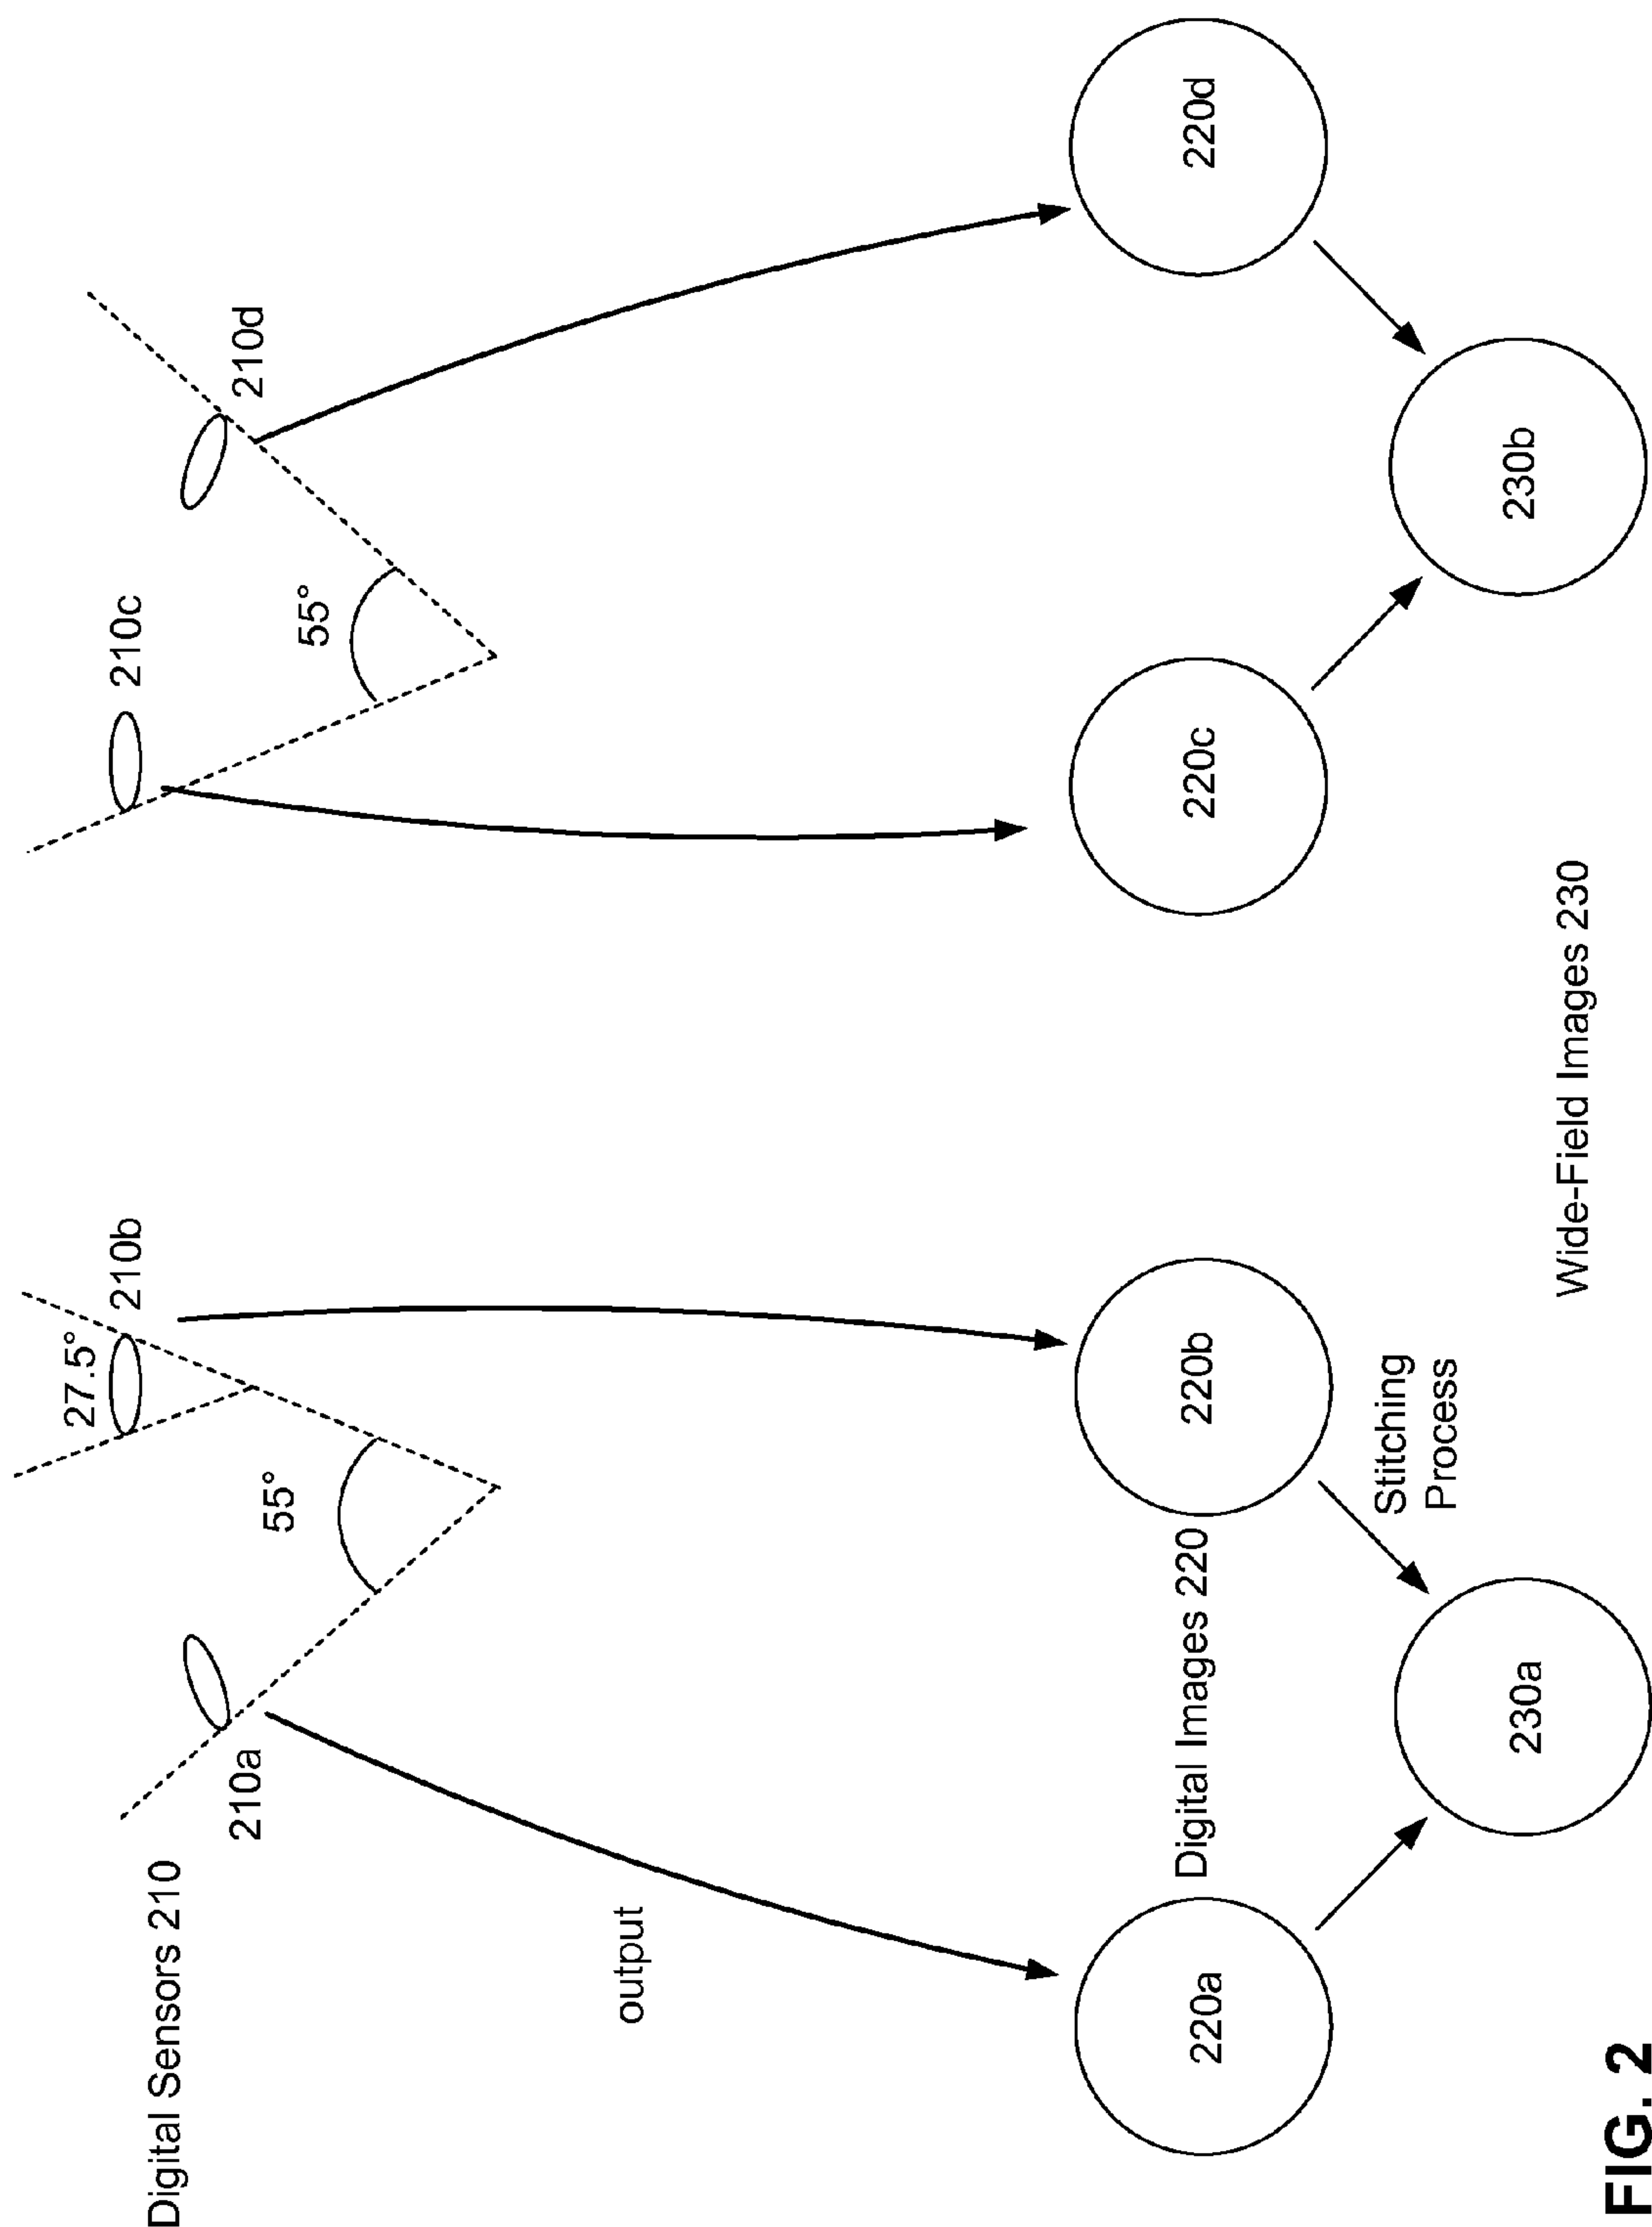 Digital Sensors 210
210a
55°
27.5°
210b
210c
55°
210d
output
220a
Digital Images 220
220b
220c
220d
Stitching
Process
230a
Wide-Field Images 230
230b
FIG. 2